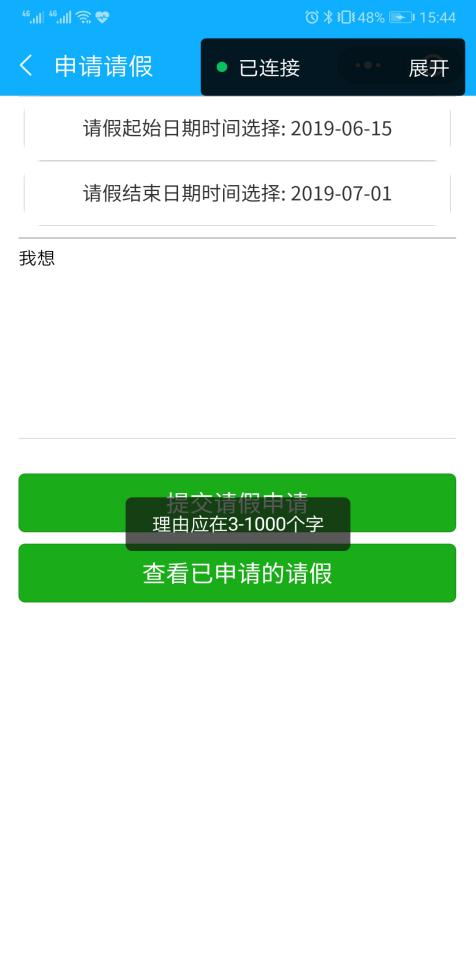 4G 4G 48% 15:44
申请请假
已连接 展开
请假起始日期时间选择: 2019-06-15
请假结束日期时间选择: 2019-07-01
我想
提交请假申请
理由应在3-1000个字
查看已申请的请假